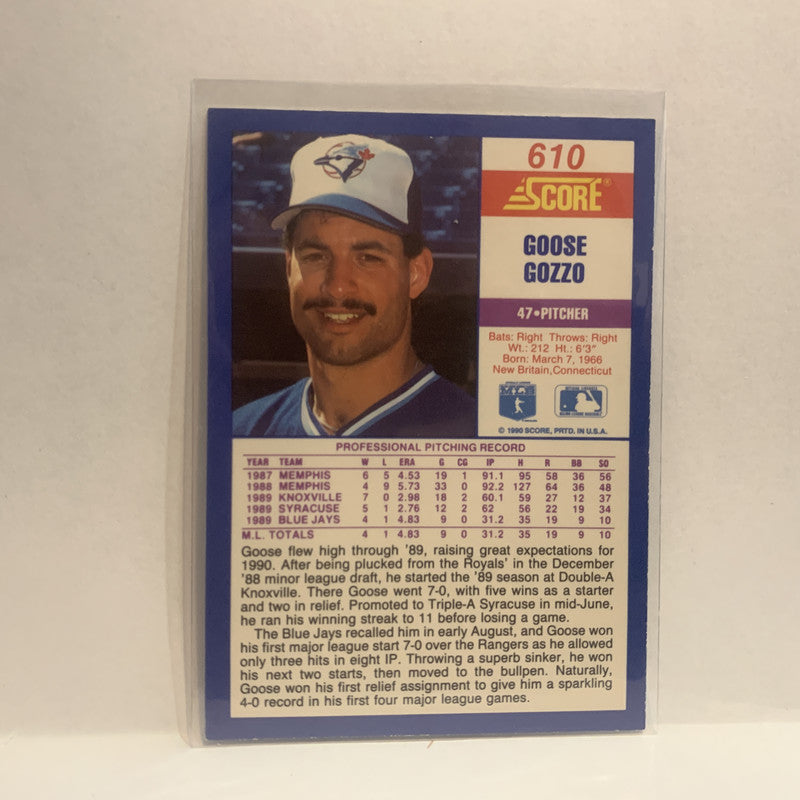 610
SCORE®
GOOSE
GOZZO
47•PITCHER
Bats: Right Throws: Right
Wt.: 212 Ht.: 6'3"
Born: March 7, 1966
New Britain,Connecticut
© 1990 SCORE, PRTD. IN U.S.A.
PROFESSIONAL PITCHING RECORD
YEAR TEAM W L ERA G CG IP H R BB SO
1987 MEMPHIS 6 5 4.53 19 1 91.1 95 58 36 56
1988 MEMPHIS 4 9 5.73 33 0 92.2 127 64 36 48
1989 KNOXVILLE 7 0 2.98 18 2 60.1 59 27 12 37
1989 SYRACUSE 5 1 2.76 12 2 62 56 22 19 34
1989 BLUE JAYS 4 1 4.83 9 0 31.2 35 19 9 10
M.L. TOTALS 4 1 4.83 9 0 31.2 35 19 9 10
Goose flew high through '89, raising great expectations for
1990. After being plucked from the Royals' in the December
'88 minor league draft, he started the '89 season at Double-A
Knoxville. There Goose went 7-0, with five wins as a starter
and two in relief. Promoted to Triple-A Syracuse in mid-June,
he ran his winning streak to 11 before losing a game.
The Blue Jays recalled him in early August, and Goose won
his first major league start 7-0 over the Rangers as he allowed
only three hits in eight IP. Throwing a superb sinker, he won
his next two starts, then moved to the bullpen. Naturally,
Goose won his first relief assignment to give him a sparkling
4-0 record in his first four major league games.